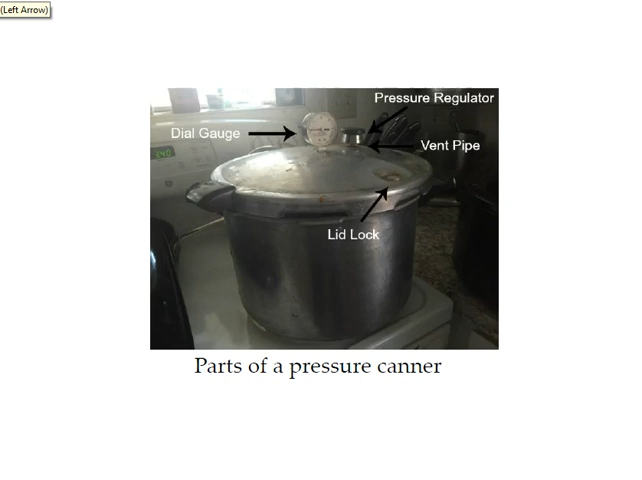 (Left Arrow)
Pressure Regulator
Dial Gauge
Vent Pipe
Lid Lock
Parts of a pressure canner